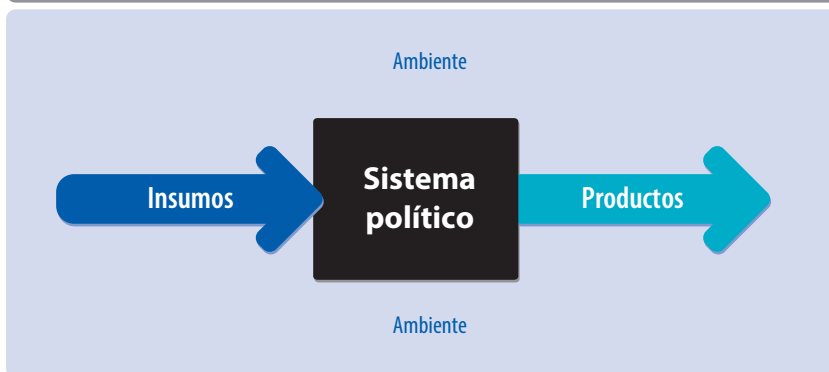 Ambiente
Insumos
Sistema
político
Productos
Ambiente